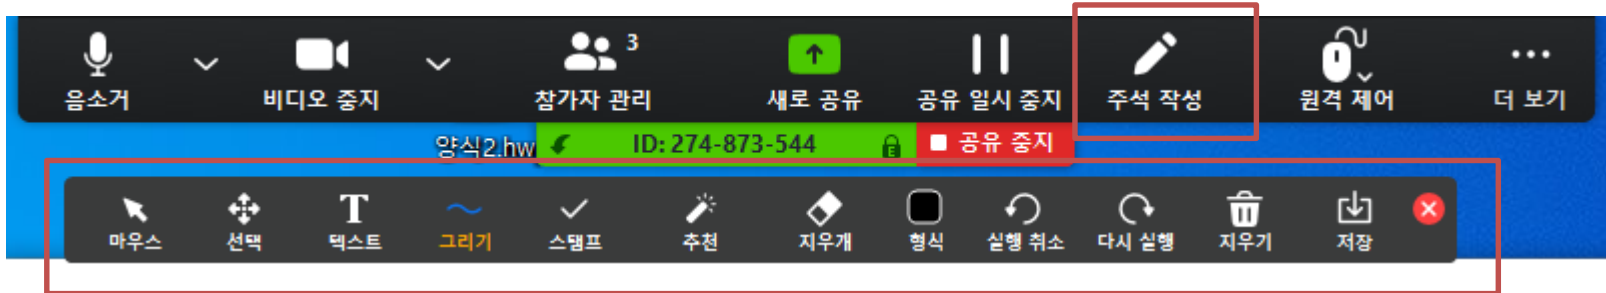 3
음소거 비디오 중지 참가자 관리 새로 공유 공유 일시 중지 주석 작성 원격 제어 더 보기
양식2.hw ID: 274-873-544 공유 중지
T
마우스 선택 텍스트 그리기 스탬프 추천 지우개 형식 실행 취소 다시 실행 지우기 저장